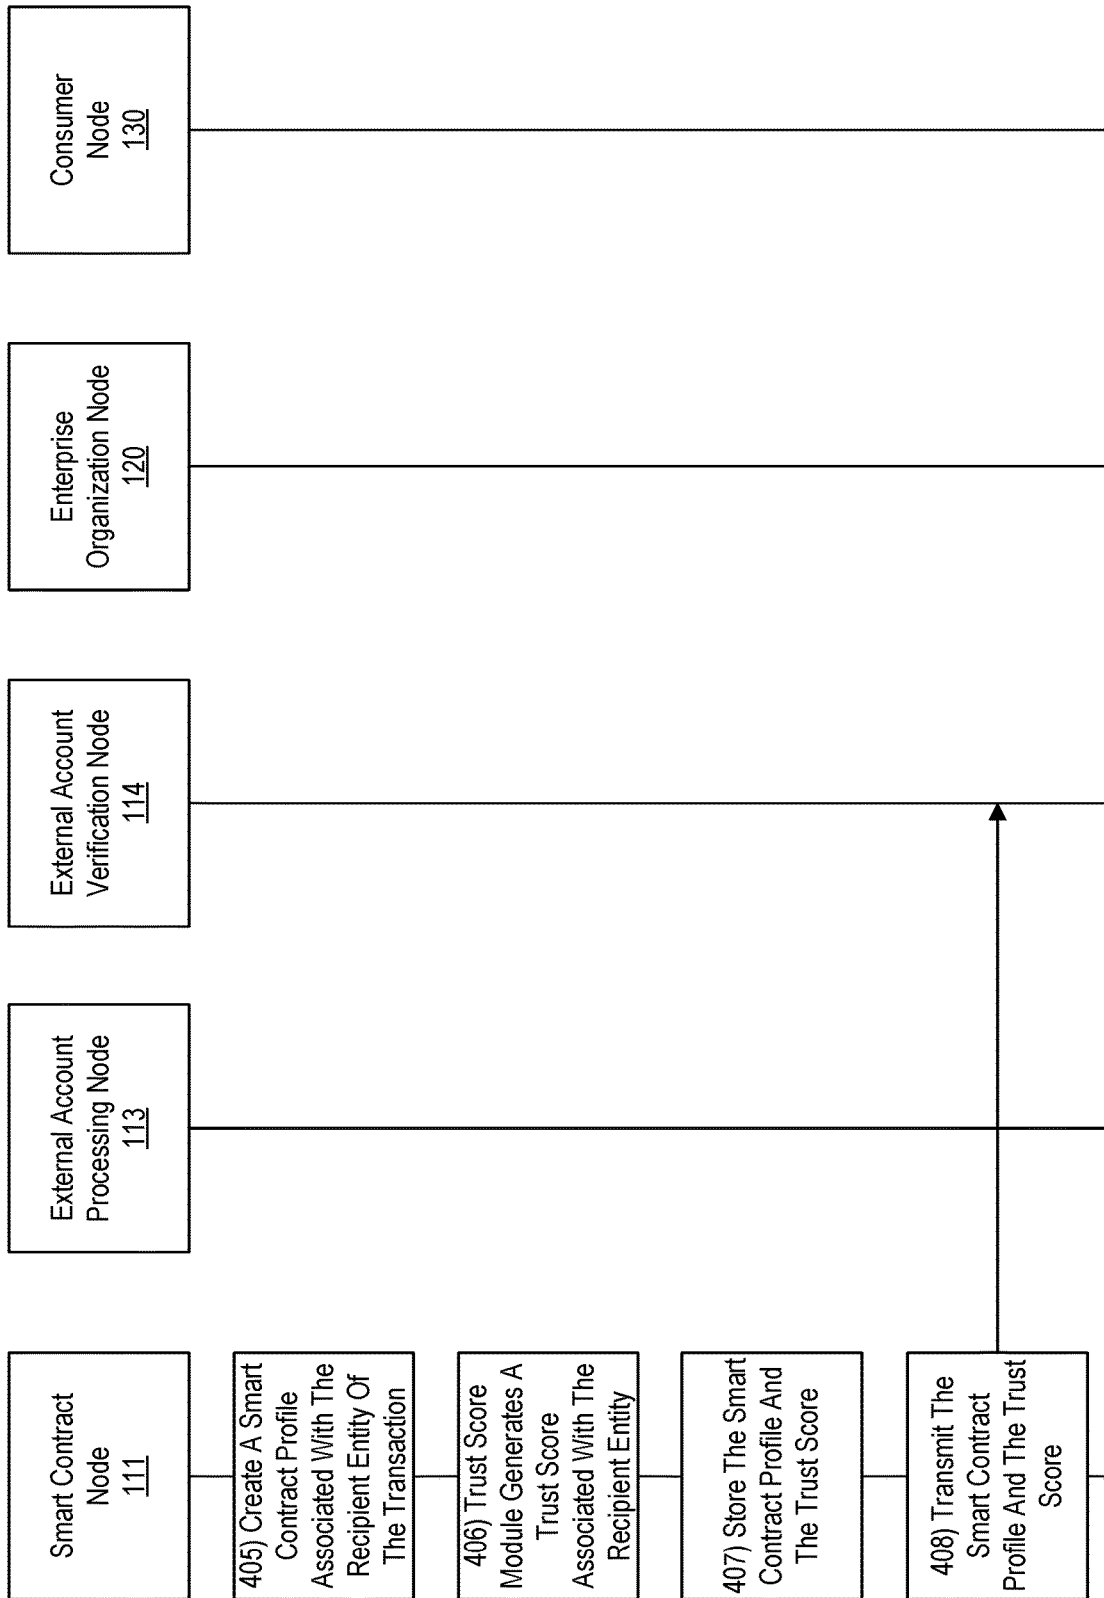 Smart Contract
Node
111
External Account
Processing Node
113
External Account
Verification Node
114
Enterprise
Organization Node
120
Consumer
Node
130
405) Create A Smart
Contract Profile
Associated With The
Recipient Entity Of
The Transaction
406) Trust Score
Module Generates A
Trust Score
Associated With The
Recipient Entity
407) Store The Smart
Contract Profile And
The Trust Score
408) Transmit The
Smart Contract
Profile And The Trust
Score